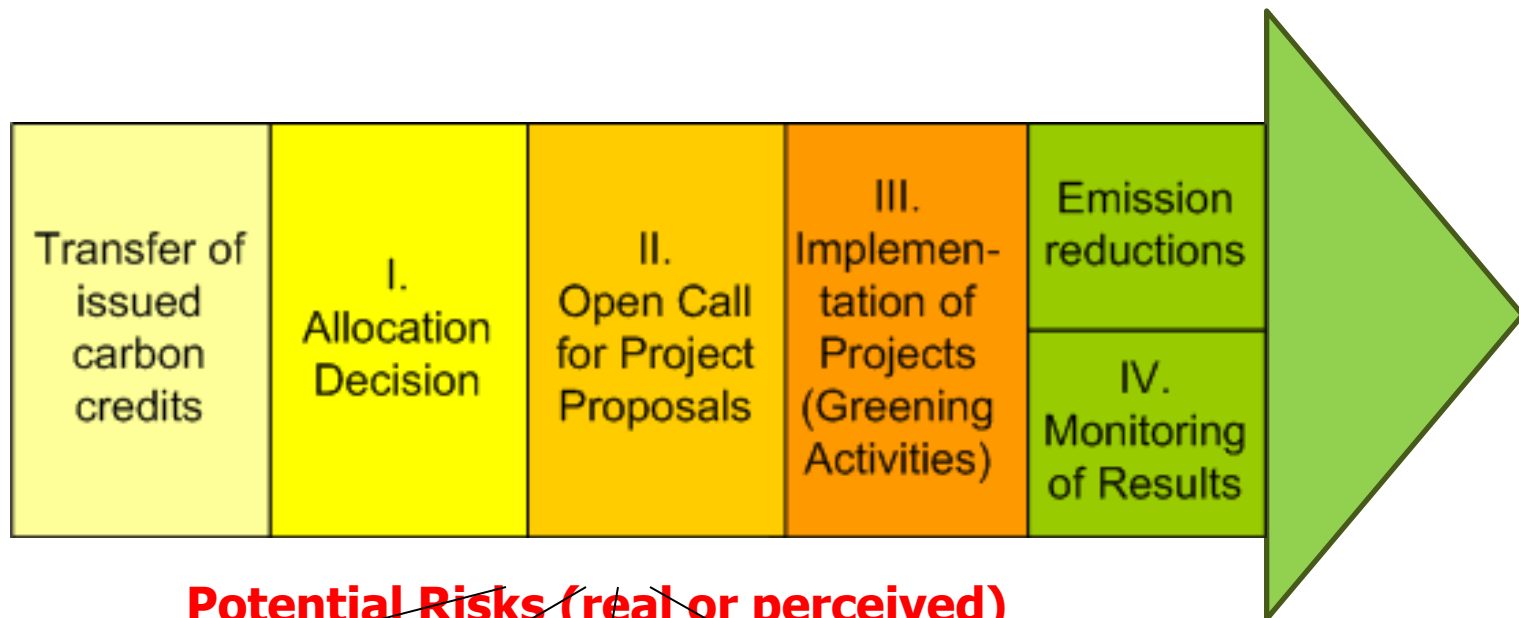 Transfer of
issued
carbon
credits
I.
Allocation
Decision
II.
Open Call
for Project
Proposals
III.
Implemen-
tation of
Projects
(Greening
Activities)
Emission
reductions
IV.
Monitoring
of Results
Potential Risks (real or perceived)